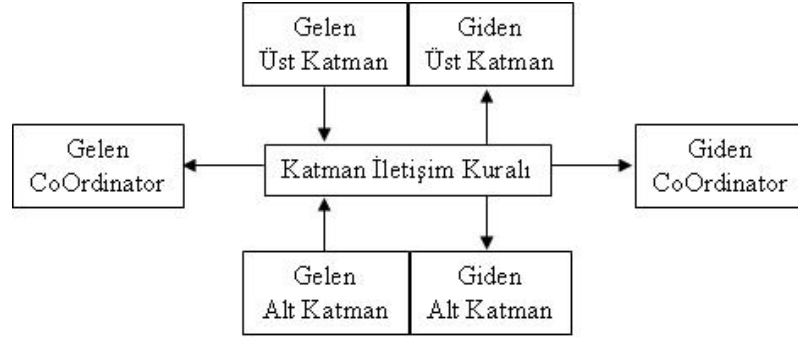 Gelen
Üst Katman
Giden
Üst Katman
Gelen
CoOrdinator
Katman İletişim Kuralı
Giden
CoOrdinator
Gelen
Alt Katman
Giden
Alt Katman